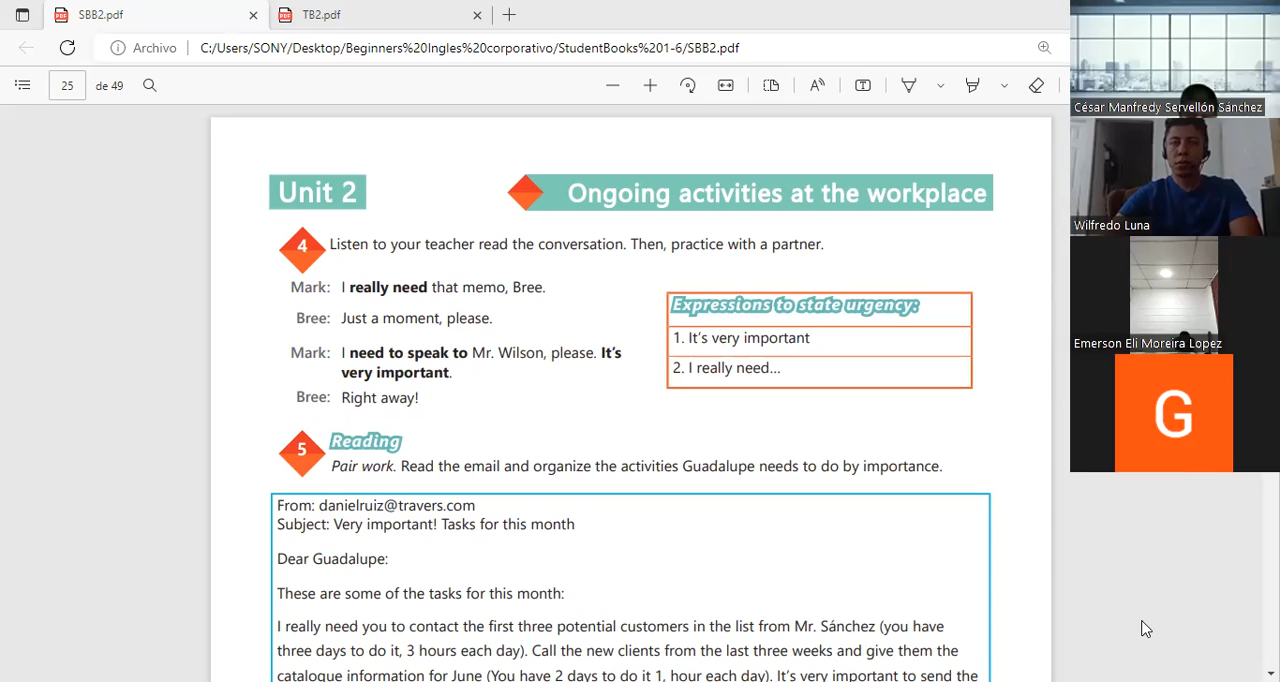 SBB2.pdf
TB2.pdf
Archivo
C:/Users/SONY/Desktop/Beginners%20Ingles%20corporativo/StudentBooks%201-6/SBB2.pdf
25 de 49
César Manfredy Servellón Sánchez
Wilfredo Luna
Emerson Eli Moreira Lopez
G
Unit 2
Ongoing activities at the workplace
4
Listen to your teacher read the conversation. Then, practice with a partner.
Mark: I really need that memo, Bree.
Bree: Just a moment, please.
Mark: I need to speak to Mr. Wilson, please. It's
very important.
Bree: Right away!
Expressions to state urgency:
1. It's very important
2. I really need...
5
Reading
Pair work. Read the email and organize the activities Guadalupe needs to do by importance.
From: danielruiz@travers.com
Subject: Very important! Tasks for this month
Dear Guadalupe:
These are some of the tasks for this month:
I really need you to contact the first three potential customers in the list from Mr. Sánchez (you have
three days to do it, 3 hours each day). Call the new clients from the last three weeks and give them the
catalogue information for June (You have 2 days to do it 1, hour each day). It's very important to send the